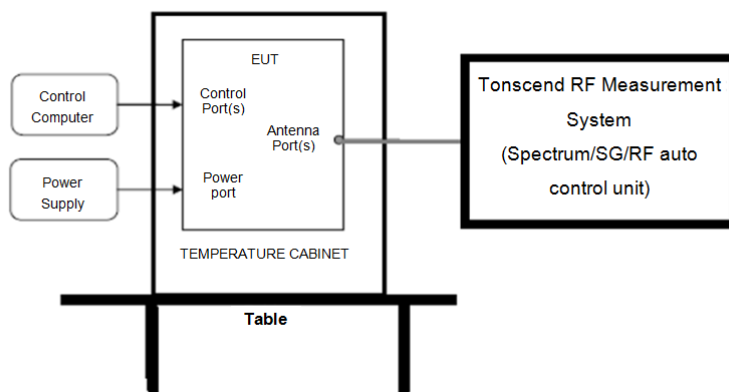 EUT
Control
Computer
Control
Port(s)
Antenna
Port(s)
Power
Supply
Power
port
TEMPERATURE CABINET
Table
Tonscend RF Measurement
System
(Spectrum/SG/RF auto
control unit)